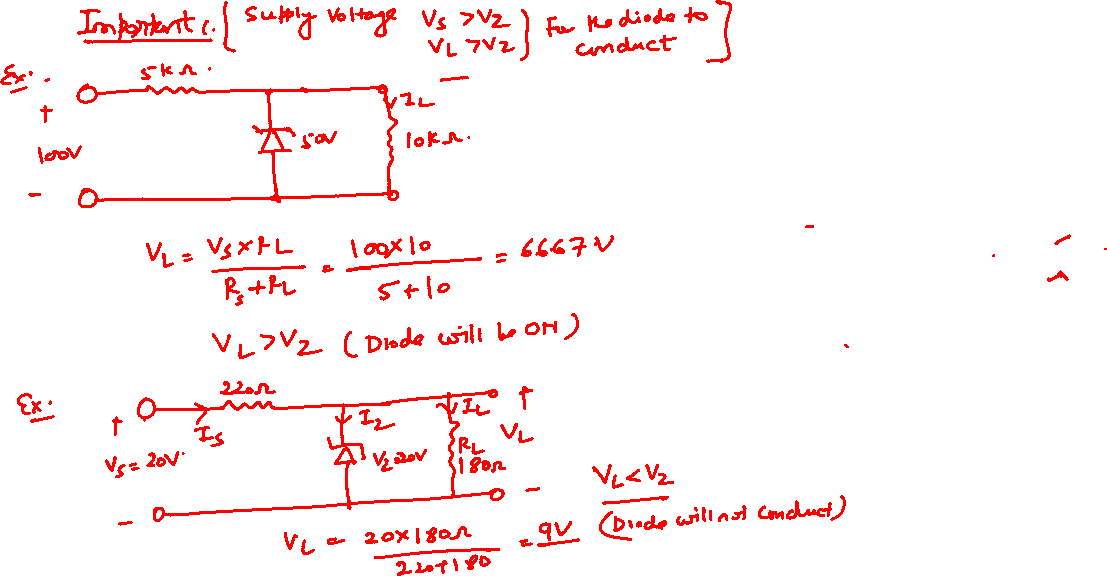 Important :. [ Supply Voltage Vs > Vz
VL > Vz ] For the diode to
conduct ]
Ex:
5kΩ.
+
100V
-
50V
IL
10kΩ.
VL = Vs×RL / Rs+RL = 100×10 / 5+10 = 66.67 V
VL > Vz (Diode will be ON)
Ex:
220Ω
+
Is
Vs = 20V
-
Iz
Vz=20V
IL
RL
180Ω
+
VL
-
VL < Vz
(Diode will not conduct)
VL = 20×180Ω / 220+180 = 9V